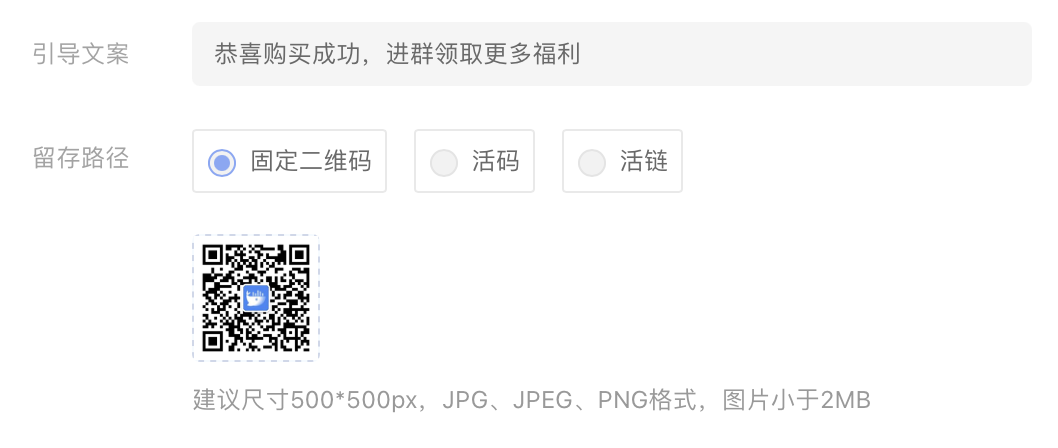 引导文案
恭喜购买成功，进群领取更多福利
留存路径
固定二维码
活码
活链
建议尺寸500*500px，JPG、JPEG、PNG格式，图片小于2MB